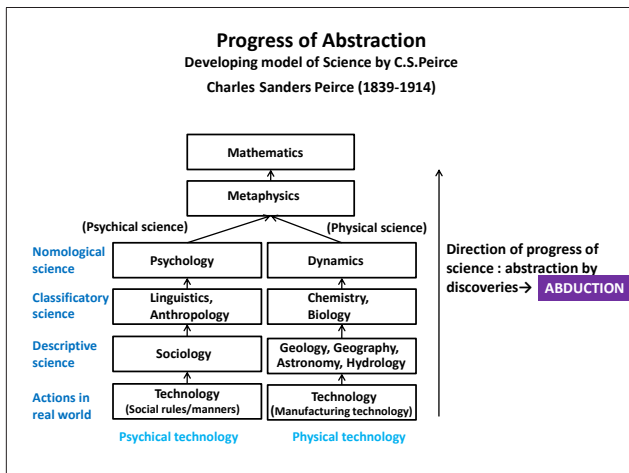 Progress of Abstraction
Developing model of Science by C.S.Peirce
Charles Sanders Peirce (1839-1914)
Mathematics
Metaphysics
(Psychical science)
(Physical science)
Nomological
science
Psychology
Dynamics
Direction of progress of
science : abstraction by
discoveries→ ABDUCTION
Classificatory
science
Linguistics,
Anthropology
Chemistry,
Biology
Descriptive
science
Sociology
Geology, Geography,
Astronomy, Hydrology
Actions in
real world
Technology
(Social rules/manners)
Technology
(Manufacturing technology)
Psychical technology
Physical technology